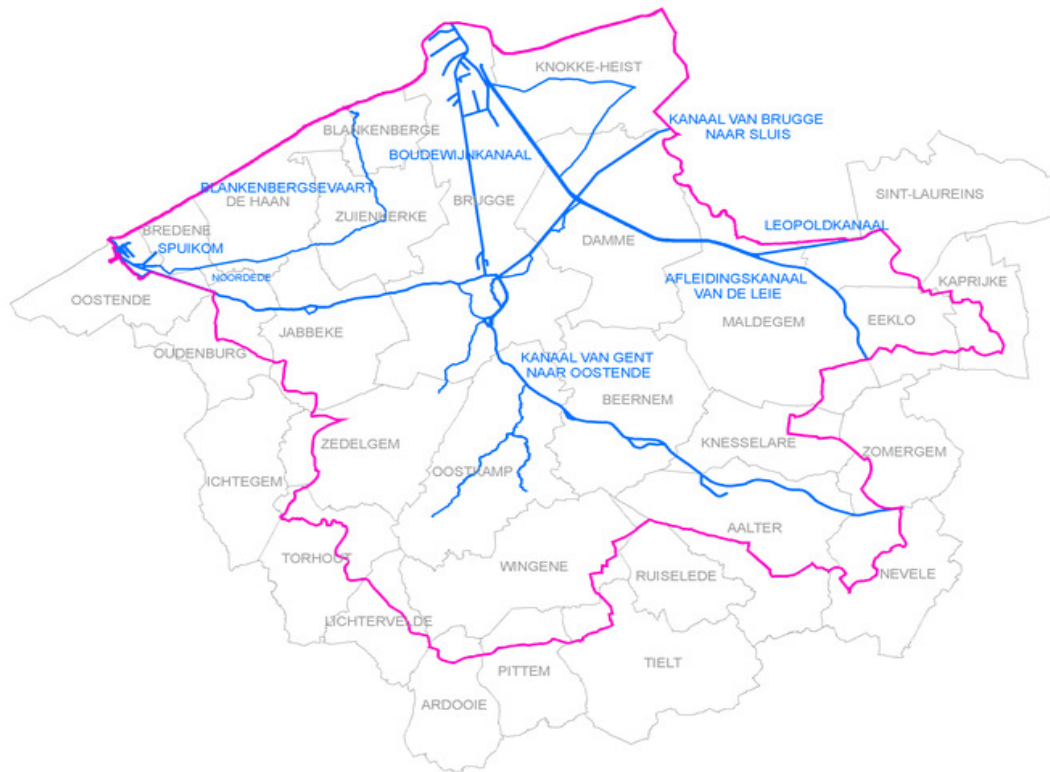 KNOKKE-HEIST
KANAAL VAN BRUGGE
NAAR SLUIS
BLANKENBERGE
BOUDEWIJNKANAAL
BLANKENBERGSEVAART
DE HAAN
SINT-LAUREINS
BRUGGE
ZUIENKERKE
BREDENE
SPUIKOM
LEOPOLDKANAAL
DAMME
NOORDEDE
OOSTENDE
AFLEIDINGSKANAAL
VAN DE LEIE
KAPRIJKE
MALDEGEM
EEKLO
JABBEKE
OUDENBURG
KANAAL VAN GENT
NAAR OOSTENDE
BEERNEM
ZEDELGEM
KNESSELARE
ZOMERGEM
ICHTEGEM
OOSTKAMP
AALTER
TORHOUT
WINGENE
RUISELEDE
NEVELE
LICHTERVELDE
TIELT
PITTEM
ARDOOIE